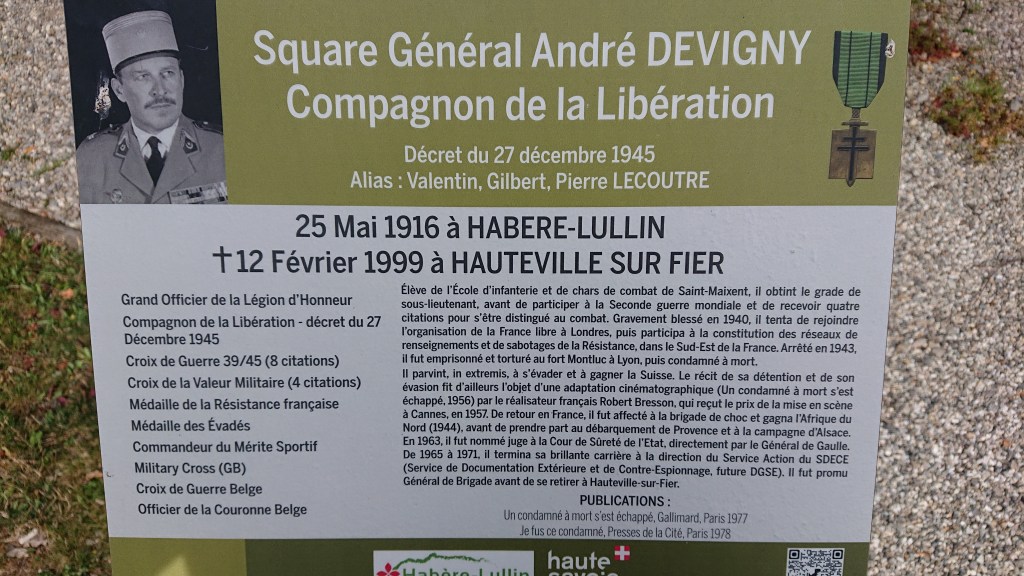 Square Général André DEVIGNY
Compagnon de la Libération
Décret du 27 décembre 1945
Alias : Valentin, Gilbert, Pierre LECOUTRE
25 Mai 1916 à HABERE-LULLIN
✝12 Février 1999 à HAUTEVILLE SUR FIER
Grand Officier de la Légion d'Honneur
Compagnon de la Libération - décret du 27
Décembre 1945
Croix de Guerre 39/45 (8 citations)
Croix de la Valeur Militaire (4 citations)
Médaille de la Résistance française
Médaille des Évadés
Commandeur du Mérite Sportif
Military Cross (GB)
Croix de Guerre Belge
Officier de la Couronne Belge
Élève de l'École d'infanterie et de chars de combat de Saint-Maixent, il obtint le grade de
sous-lieutenant, avant de participer à la Seconde guerre mondiale et de recevoir quatre
citations pour s'être distingué au combat. Gravement blessé en 1940, il tenta de rejoindre
l'organisation de la France libre à Londres, puis participa à la constitution des réseaux de
renseignements et de sabotages de la Résistance, dans le Sud-Est de la France. Arrêté en 1943,
il fut emprisonné et torturé au fort Montluc à Lyon, puis condamné à mort.
Il parvint, in extremis, à s'évader et à gagner la Suisse. Le récit de sa détention et de son
évasion fit d'ailleurs l'objet d'une adaptation cinématographique (Un condamné à mort s'est
échappé, 1956) par le réalisateur français Robert Bresson, qui reçut le prix de la mise en scène
à Cannes, en 1957. De retour en France, il fut affecté à la brigade de choc et gagna l'Afrique du
Nord (1944), avant de prendre part au débarquement de Provence et à la campagne d'Alsace.
En 1963, il fut nommé juge à la Cour de Sûreté de l'Etat, directement par le Général de Gaulle.
De 1965 à 1971, il termina sa brillante carrière à la direction du Service Action du SDECE
(Service de Documentation Extérieure et de Contre-Espionnage, future DGSE). Il fut promu
Général de Brigade avant de se retirer à Hauteville-sur-Fier.
PUBLICATIONS :
Un condamné à mort s'est échappé, Gallimard, Paris 1977
Je fus ce condamné, Presses de la Cité, Paris 1978
Habère-Lullin
haute
savoie